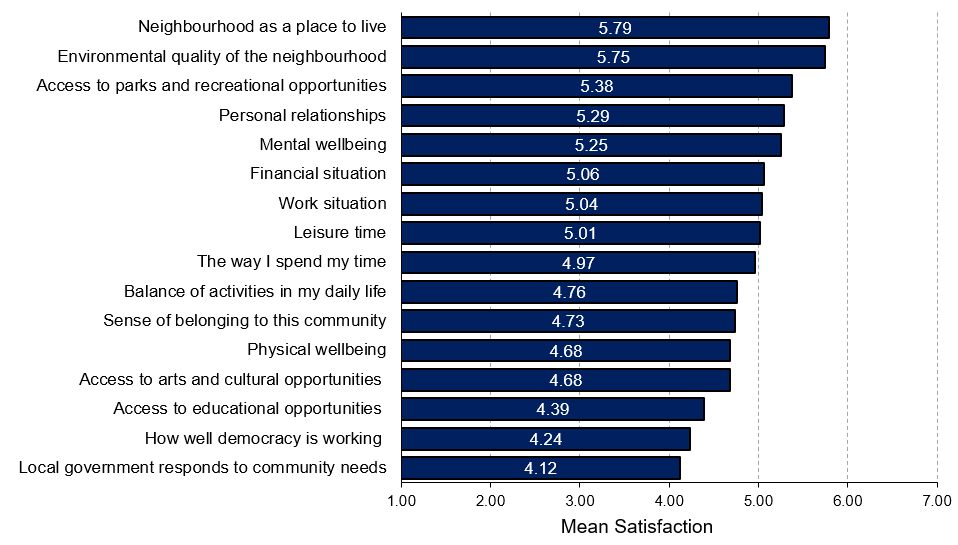 Neighbourhood as a place to live 5.79
Environmental quality of the neighbourhood 5.75
Access to parks and recreational opportunities 5.38
Personal relationships 5.29
Mental wellbeing 5.25
Financial situation 5.06
Work situation 5.04
Leisure time 5.01
The way I spend my time 4.97
Balance of activities in my daily life 4.76
Sense of belonging to this community 4.73
Physical wellbeing 4.68
Access to arts and cultural opportunities 4.68
Access to educational opportunities 4.39
How well democracy is working 4.24
Local government responds to community needs 4.12
1.00 2.00 3.00 4.00 5.00 6.00 7.00
Mean Satisfaction